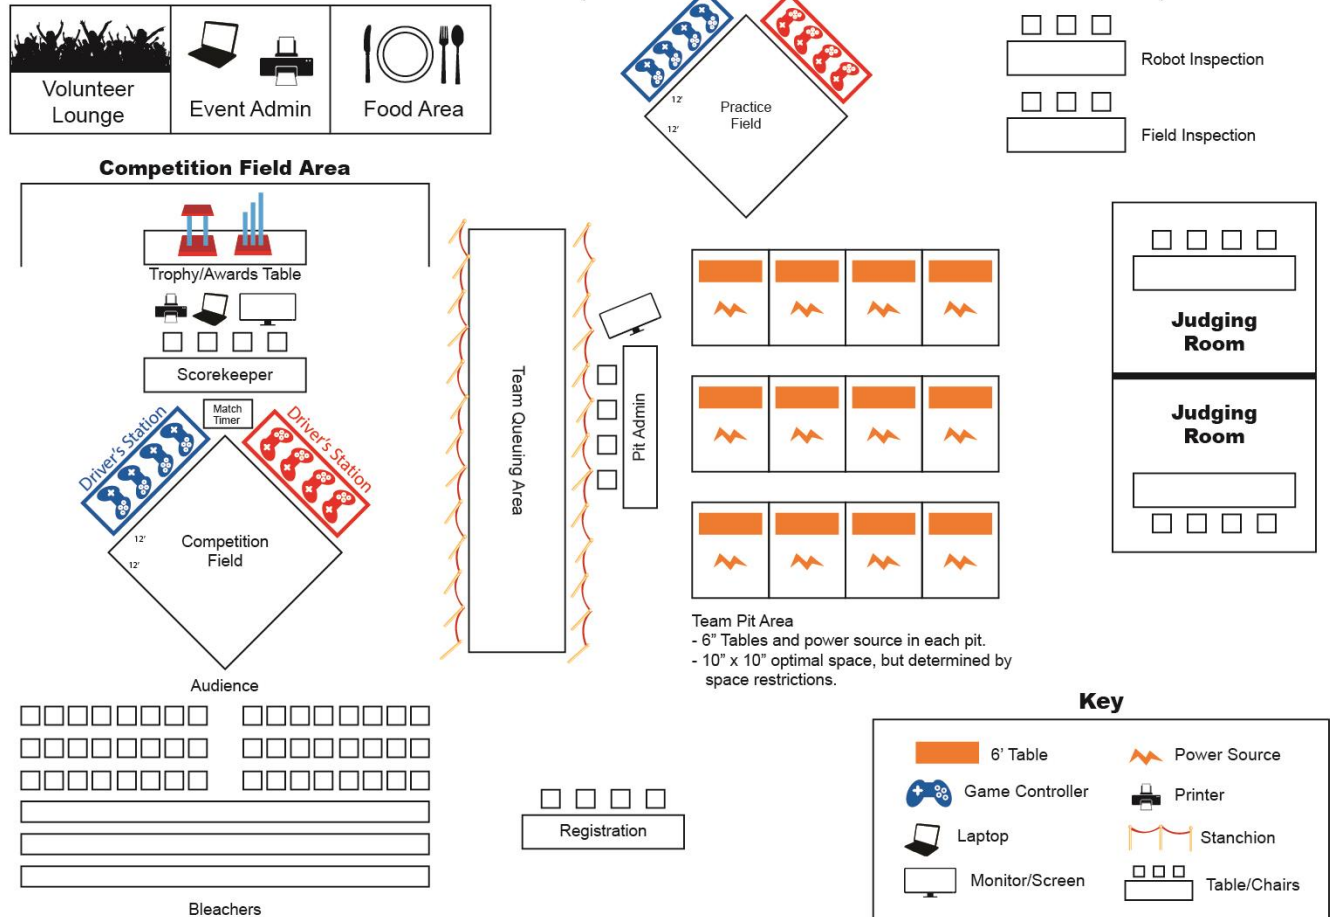 Volunteer
Lounge
Event Admin
Food Area
12'
12'
Practice
Field
Robot Inspection
Field Inspection
Competition Field Area
Trophy/Awards Table
Scorekeeper
Match
Timer
Driver's Station
Driver's Station
12'
12'
Competition
Field
Team Queuing Area
Pit Admin
Judging
Room
Judging
Room
Team Pit Area
- 6" Tables and power source in each pit.
- 10" x 10" optimal space, but determined by
space restrictions.
Audience
Bleachers
Registration
Key
6' Table
Power Source
Game Controller
Printer
Laptop
Stanchion
Monitor/Screen
Table/Chairs